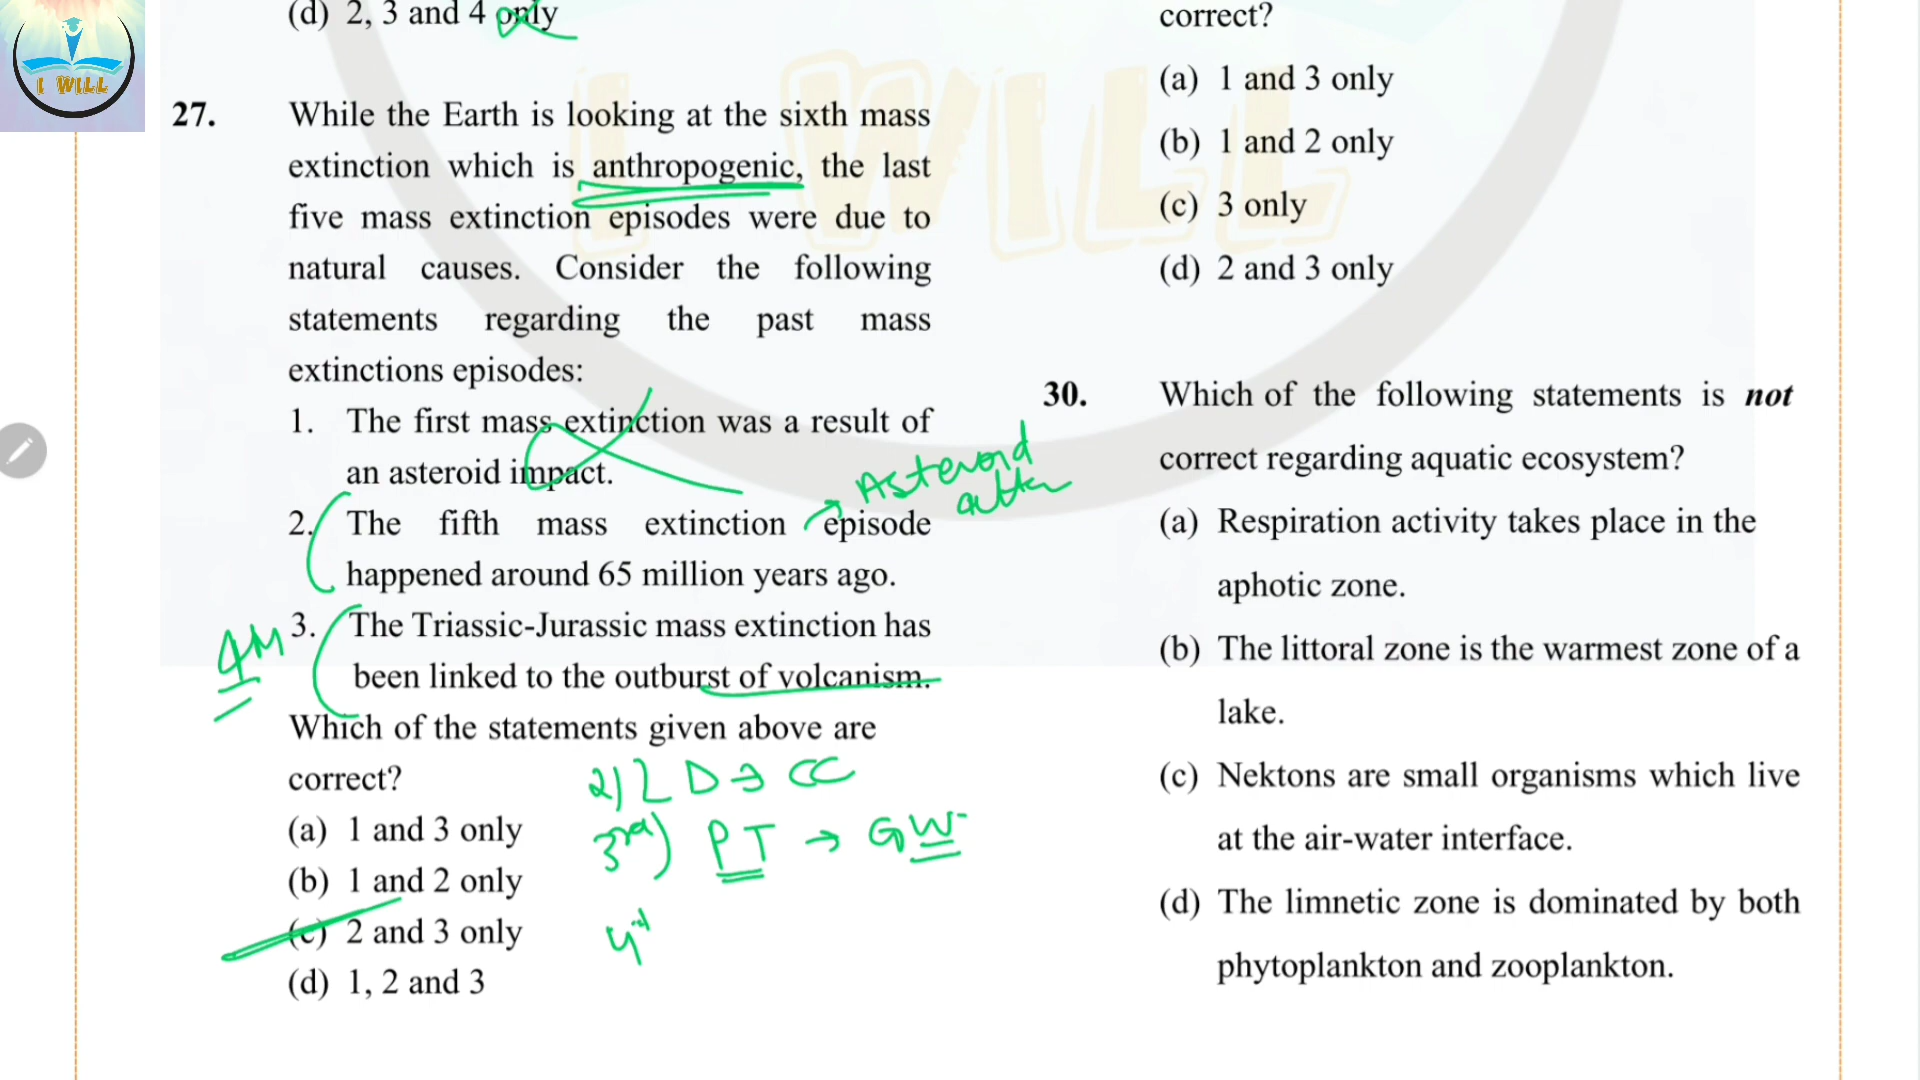 I WILL
(d) 2, 3 and 4 only
27. While the Earth is looking at the sixth mass
extinction which is anthropogenic, the last
five mass extinction episodes were due to
natural causes. Consider the following
statements regarding the past mass
extinctions episodes:
1. The first mass extinction was a result of
an asteroid impact.
Asteroid
2. The fifth mass extinction episode
happened around 65 million years ago.
4M
3. The Triassic-Jurassic mass extinction has
been linked to the outburst of volcanism.
Which of the statements given above are
correct?
2) L D → CC
3rd) PT → GW
4th
(a) 1 and 3 only
(b) 1 and 2 only
(c) 2 and 3 only
(d) 1, 2 and 3
correct?
(a) 1 and 3 only
(b) 1 and 2 only
(c) 3 only
(d) 2 and 3 only
30. Which of the following statements is not
correct regarding aquatic ecosystem?
(a) Respiration activity takes place in the
aphotic zone.
(b) The littoral zone is the warmest zone of a
lake.
(c) Nektons are small organisms which live
at the air-water interface.
(d) The limnetic zone is dominated by both
phytoplankton and zooplankton.
I WILL